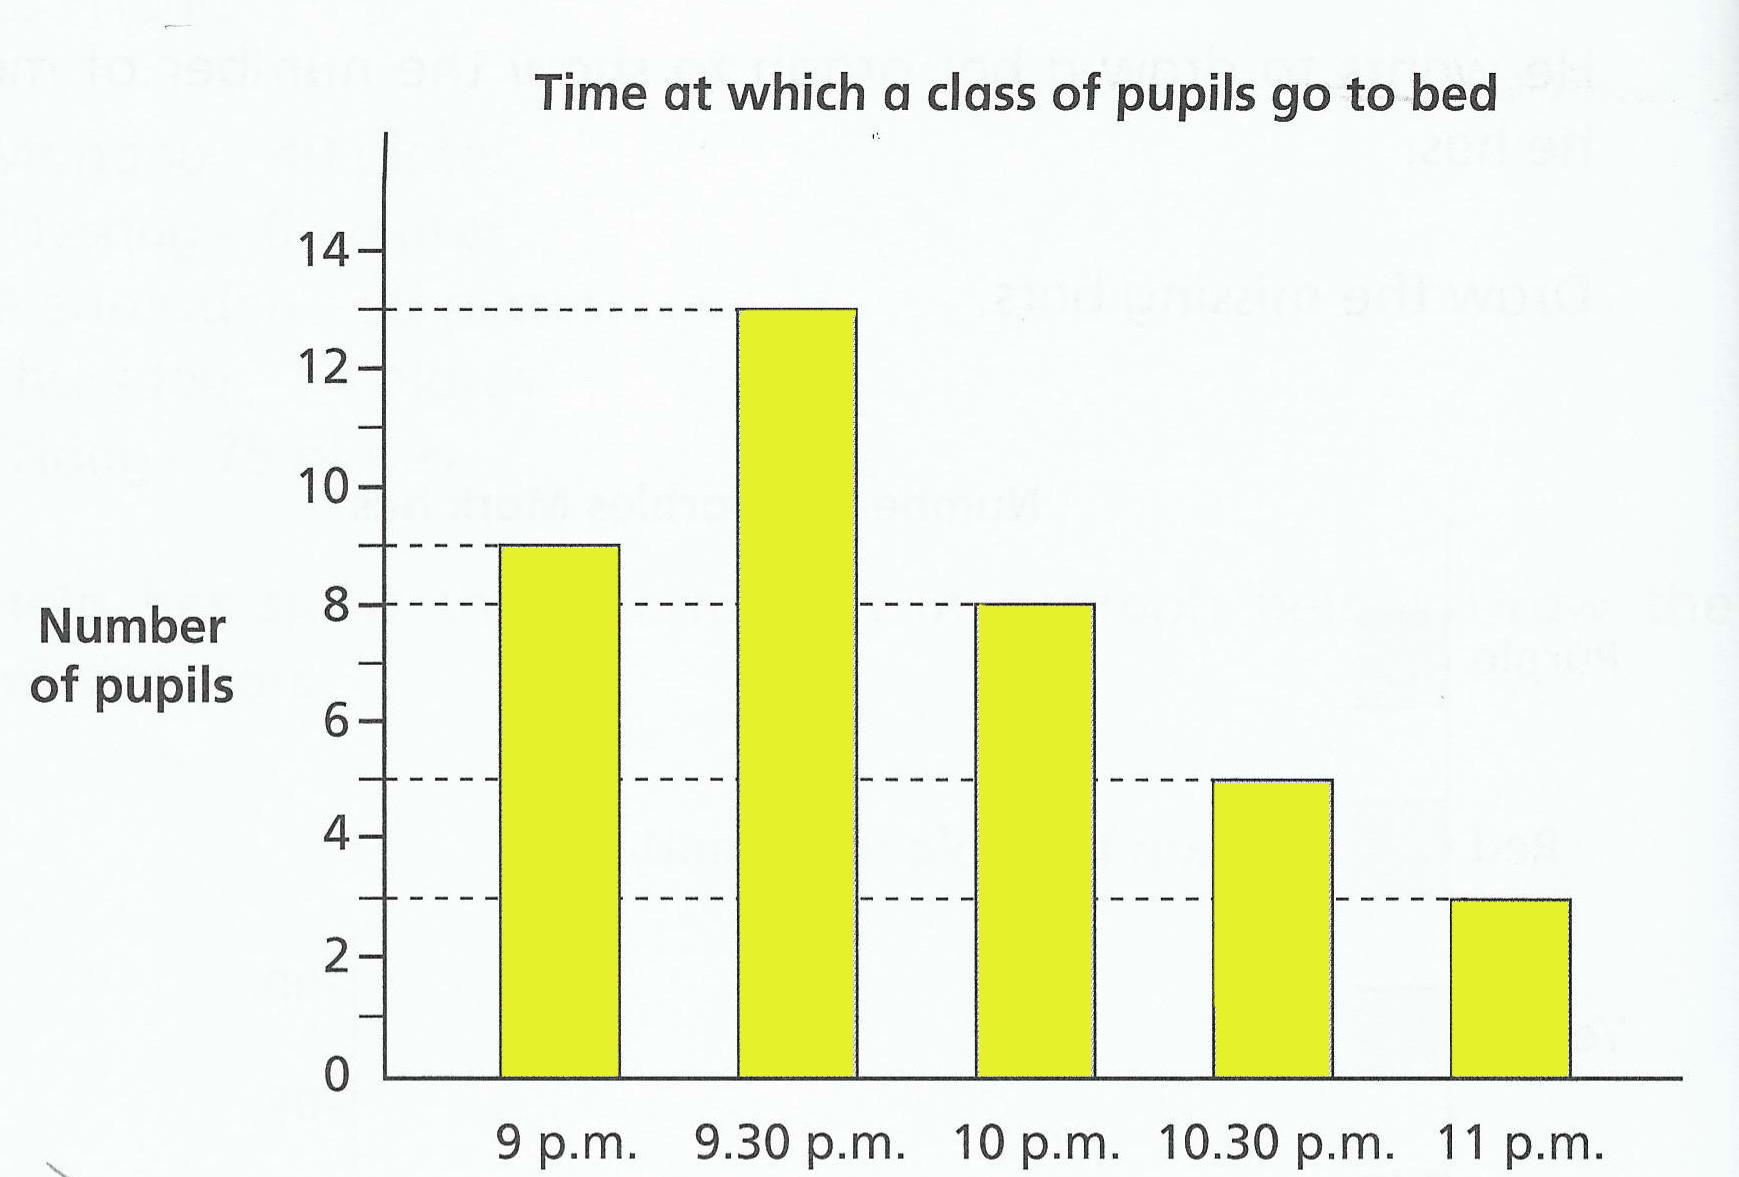 Time at which a class of pupils go to bed
14
12
10
8
6
4
2
0
Number
of pupils
9 p.m. 9.30 p.m. 10 p.m. 10.30 p.m. 11 p.m.